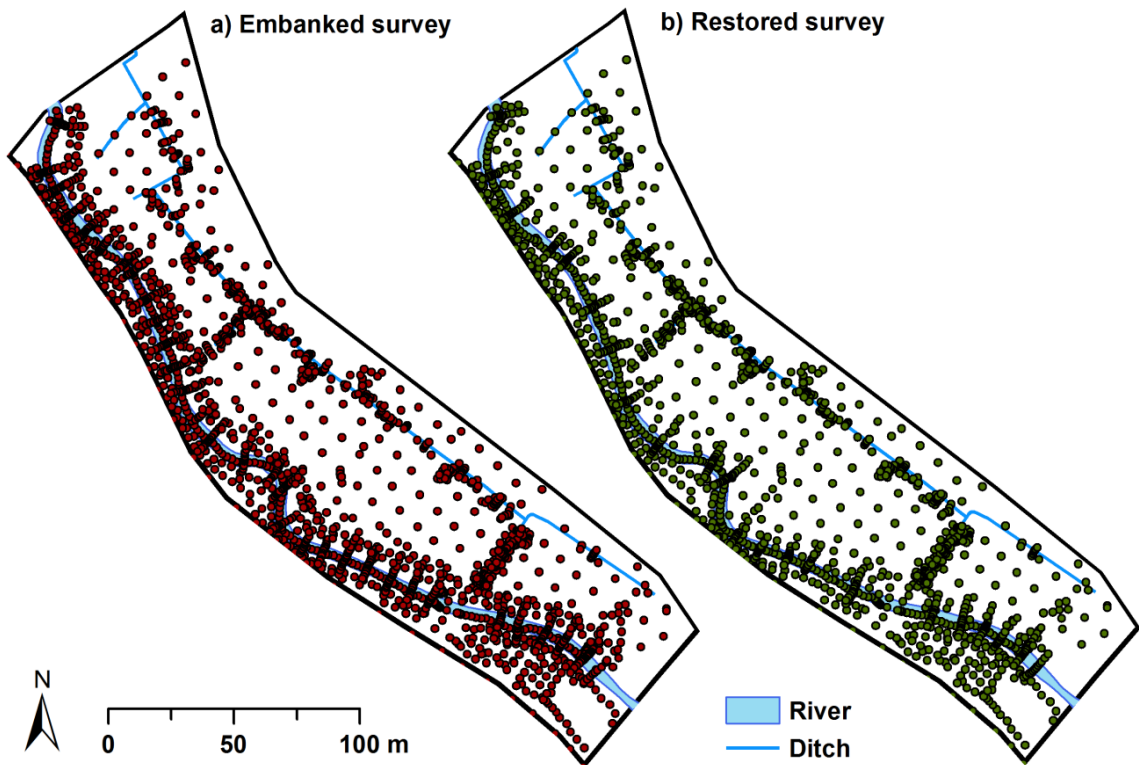 a) Embanked survey
b) Restored survey
N
0 50 100 m
River
Ditch